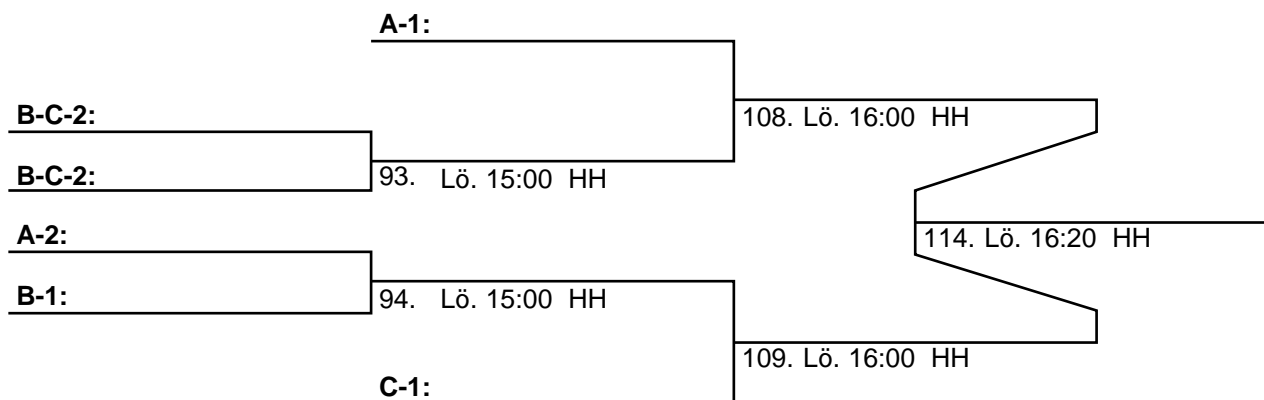 A-1:
B-C-2:
108. Lö. 16:00 HH
B-C-2:
93. Lö. 15:00 HH
A-2:
114. Lö. 16:20 HH
B-1:
94. Lö. 15:00 HH
109. Lö. 16:00 HH
C-1: